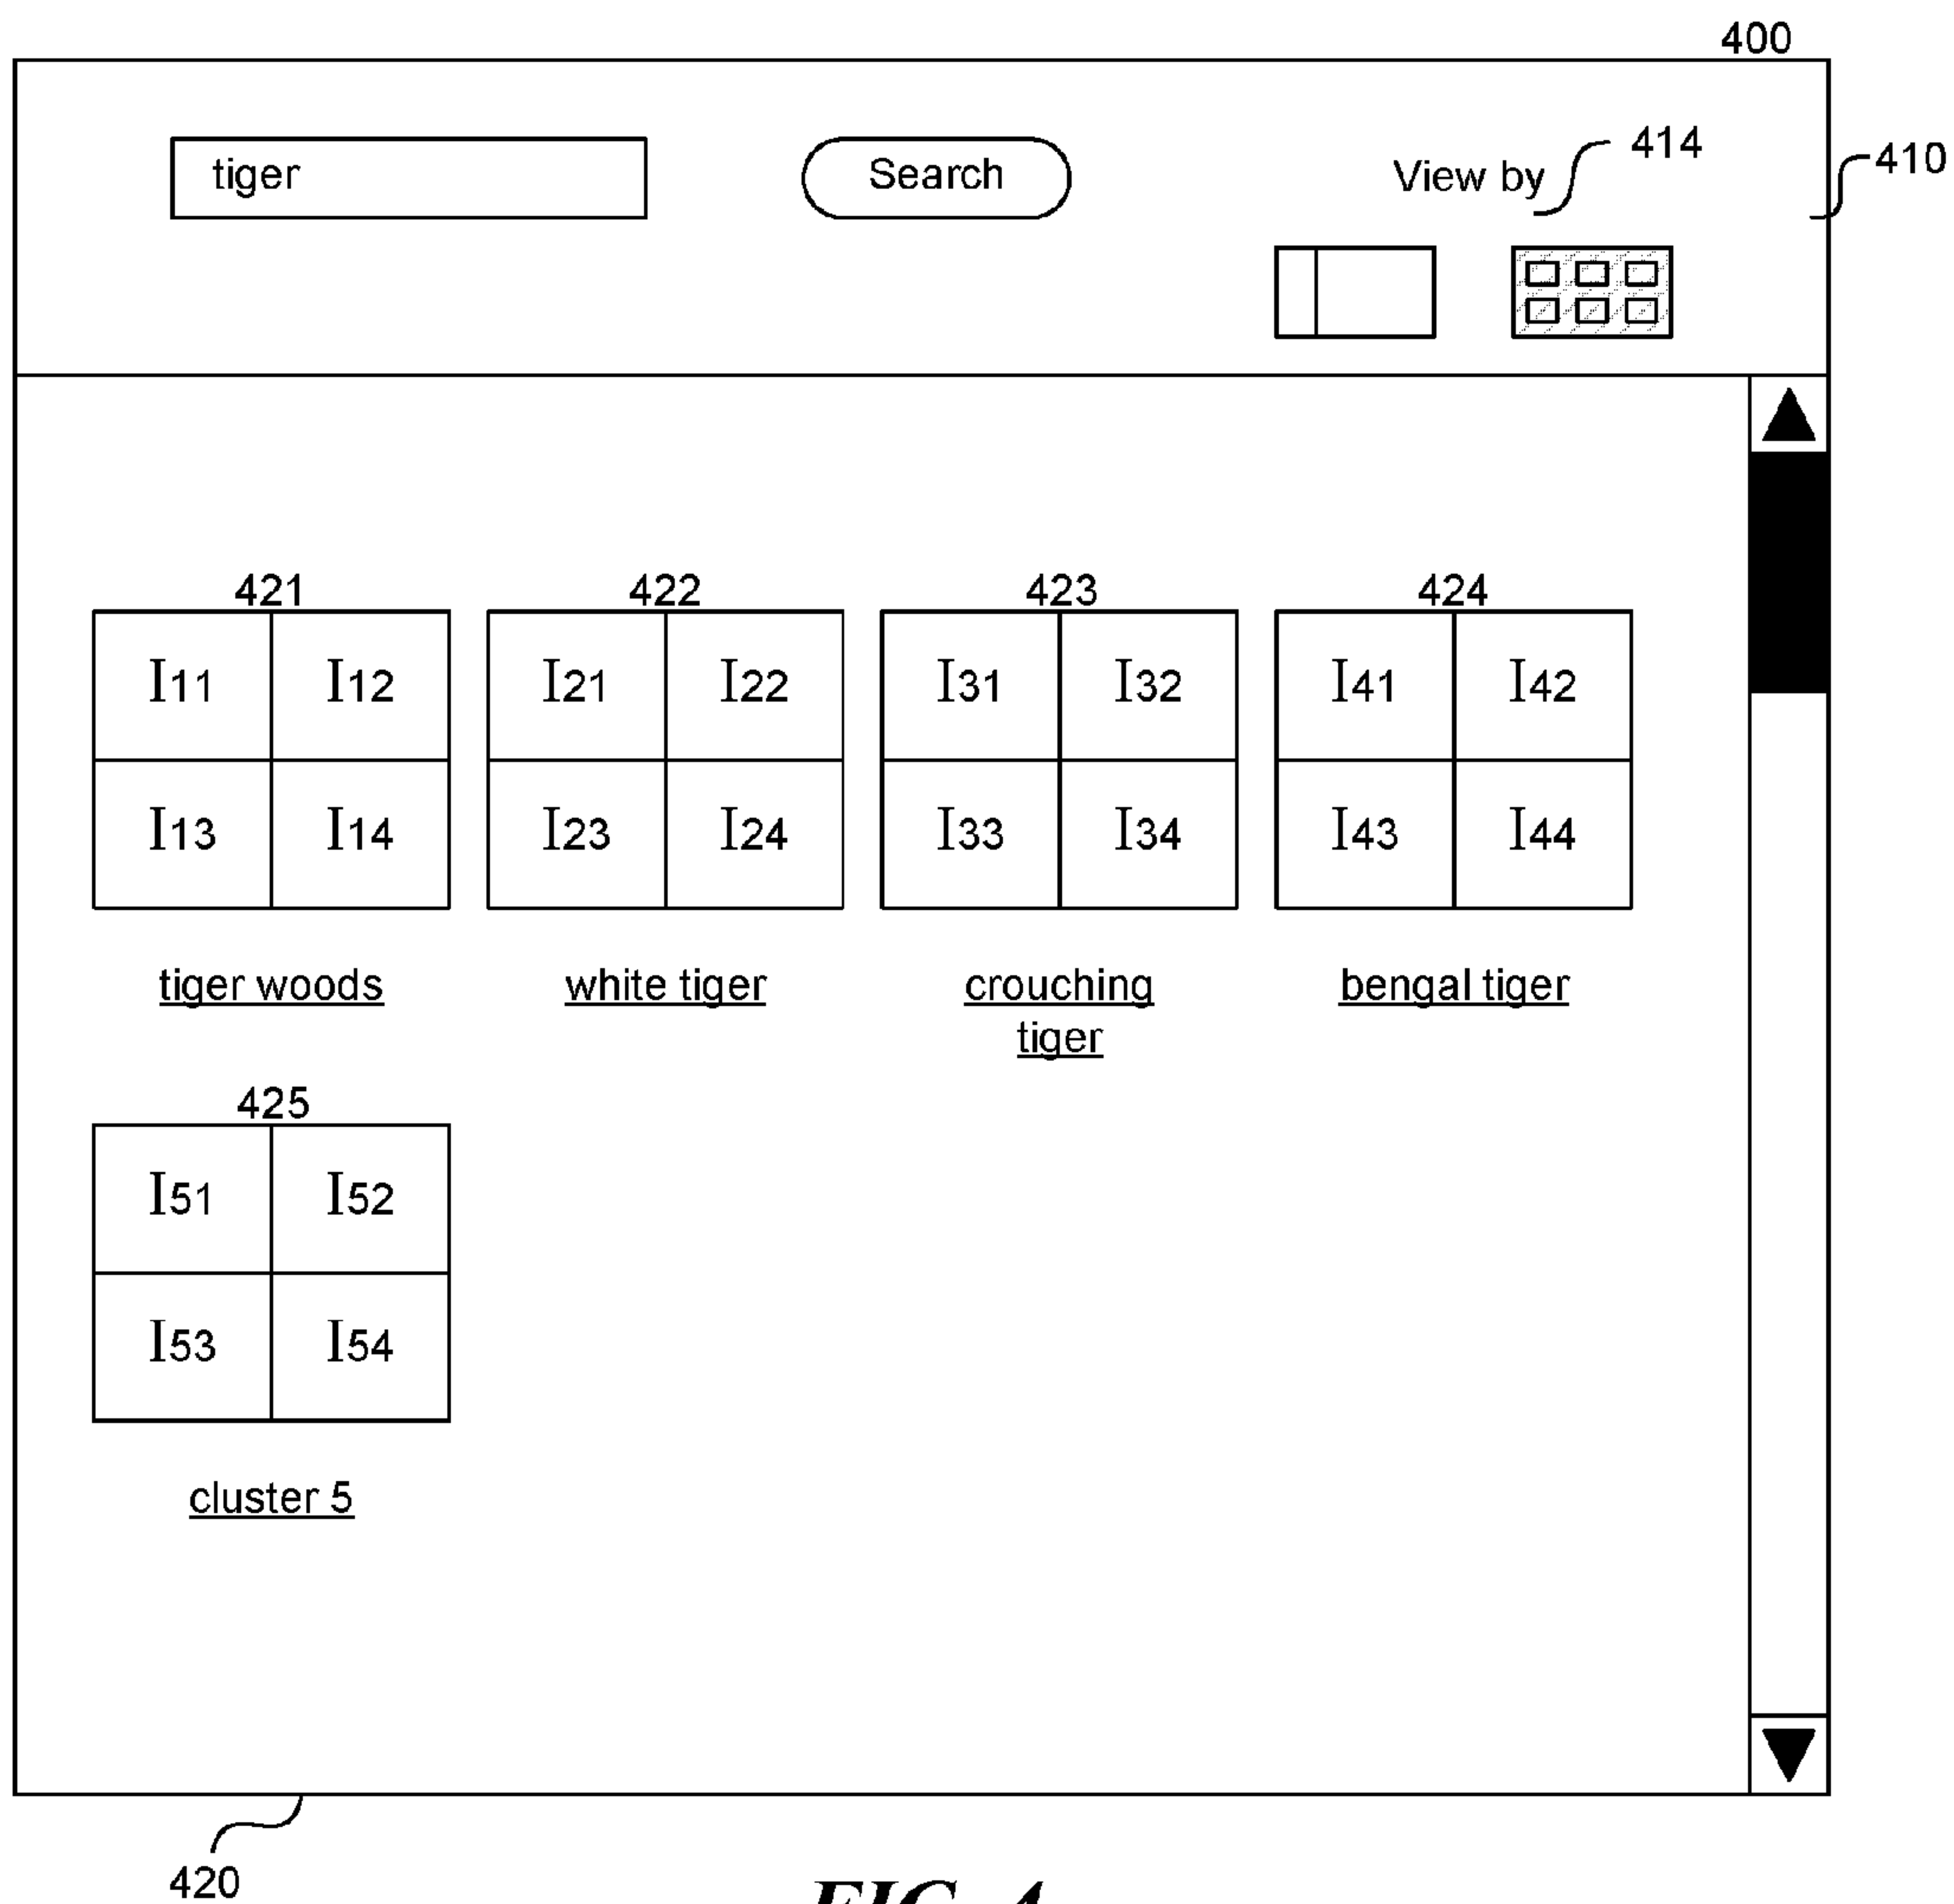 400
tiger
Search
View by
414
410
421
422
423
424
I11
I12
I21
I22
I31
I32
I41
I42
I13
I14
I23
I24
I33
I34
I43
I44
tiger woods
white tiger
crouching
tiger
bengal tiger
425
I51
I52
I53
I54
cluster 5
420
FIG. 4